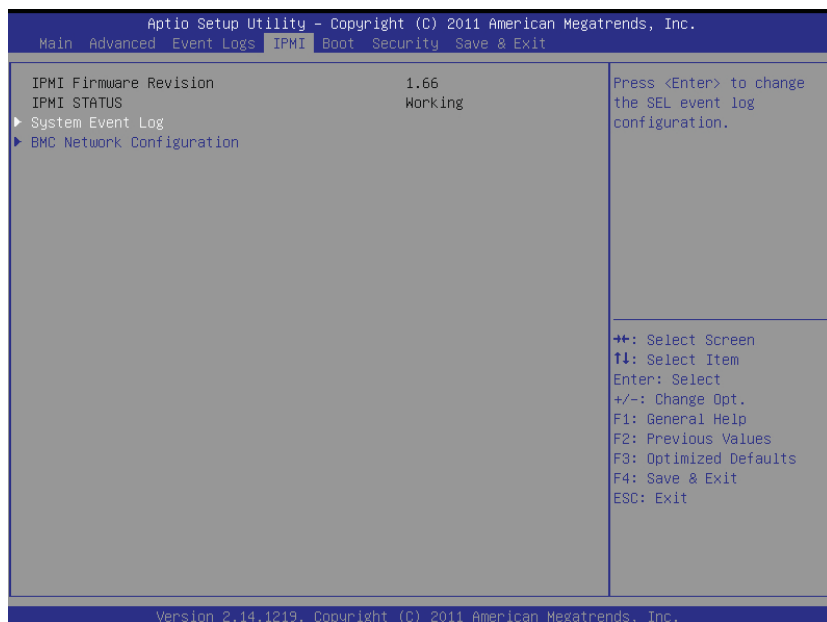 Aptio Setup Utility – Copyright (C) 2011 American Megatrends, Inc.
Main Advanced Event Logs IPMI Boot Security Save & Exit
IPMI Firmware Revision 1.66
IPMI STATUS Working
▶ System Event Log
▶ BMC Network Configuration
Press <Enter> to change
the SEL event log
configuration.
→←: Select Screen
↑↓: Select Item
Enter: Select
+/-: Change Opt.
F1: General Help
F2: Previous Values
F3: Optimized Defaults
F4: Save & Exit
ESC: Exit
Version 2.14.1219. Copyright (C) 2011 American Megatrends, Inc.